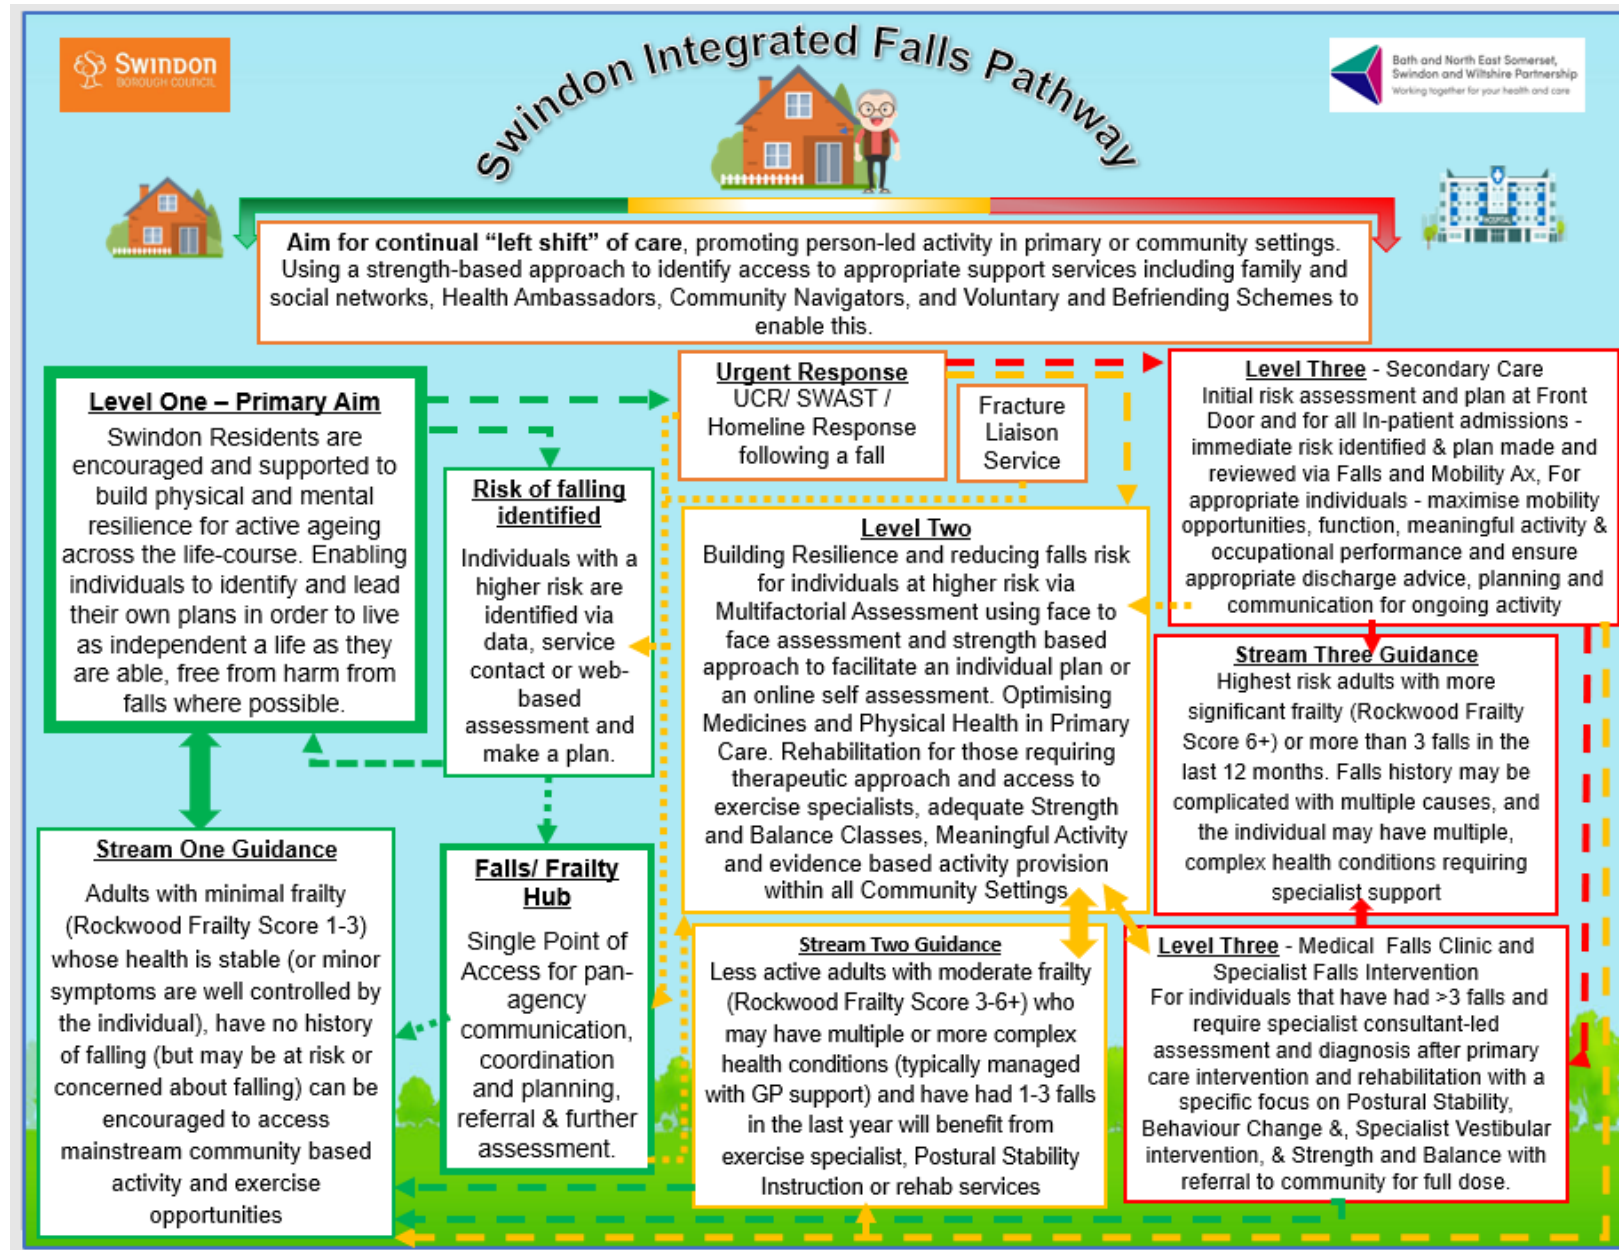 Swindon Integrated Falls Pathway
SWINDON
BOROUGH COUNCIL
Bath and North East Somerset,
Swindon and Wiltshire Partnership
Working together for your health and care
HOSPITAL
Aim for continual “left shift” of care, promoting person-led activity in primary or community settings.
Using a strength-based approach to identify access to appropriate support services including family and
social networks, Health Ambassadors, Community Navigators, and Voluntary and Befriending Schemes to
enable this.
Level One – Primary Aim
Swindon Residents are
encouraged and supported to
build physical and mental
resilience for active ageing
across the life-course. Enabling
individuals to identify and lead
their own plans in order to live
as independent a life as they
are able, free from harm from
falls where possible.
Urgent Response
UCR/ SWAST /
Homeline Response
following a fall
Fracture
Liaison
Service
Risk of falling
identified
Individuals with a
higher risk are
identified via
data, service
contact or web-
based
assessment and
make a plan.
Level Two
Building Resilience and reducing falls risk
for individuals at higher risk via
Multifactorial Assessment using face to
face assessment and strength based
approach to facilitate an individual plan or
an online self assessment. Optimising
Medicines and Physical Health in Primary
Care. Rehabilitation for those requiring
therapeutic approach and access to
exercise specialists, adequate Strength
and Balance Classes, Meaningful Activity
and evidence based activity provision
within all Community Settings
Level Three - Secondary Care
Initial risk assessment and plan at Front
Door and for all In-patient admissions -
immediate risk identified & plan made and
reviewed via Falls and Mobility Ax, For
appropriate individuals - maximise mobility
opportunities, function, meaningful activity &
occupational performance and ensure
appropriate discharge advice, planning and
communication for ongoing activity
Stream Three Guidance
Highest risk adults with more
significant frailty (Rockwood Frailty
Score 6+) or more than 3 falls in the
last 12 months. Falls history may be
complicated with multiple causes, and
the individual may have multiple,
complex health conditions requiring
specialist support
Stream One Guidance
Adults with minimal frailty
(Rockwood Frailty Score 1-3)
whose health is stable (or minor
symptoms are well controlled by
the individual), have no history
of falling (but may be at risk or
concerned about falling) can be
encouraged to access
mainstream community based
activity and exercise
opportunities
Falls/ Frailty
Hub
Single Point of
Access for pan-
agency
communication,
coordination
and planning,
referral & further
assessment.
Stream Two Guidance
Less active adults with moderate frailty
(Rockwood Frailty Score 3-6+) who
may have multiple or more complex
health conditions (typically managed
with GP support) and have had 1-3 falls
in the last year will benefit from
exercise specialist, Postural Stability
Instruction or rehab services
Level Three - Medical Falls Clinic and
Specialist Falls Intervention
For individuals that have had >3 falls and
require specialist consultant-led
assessment and diagnosis after primary
care intervention and rehabilitation with a
specific focus on Postural Stability,
Behaviour Change &, Specialist Vestibular
intervention, & Strength and Balance with
referral to community for full dose.